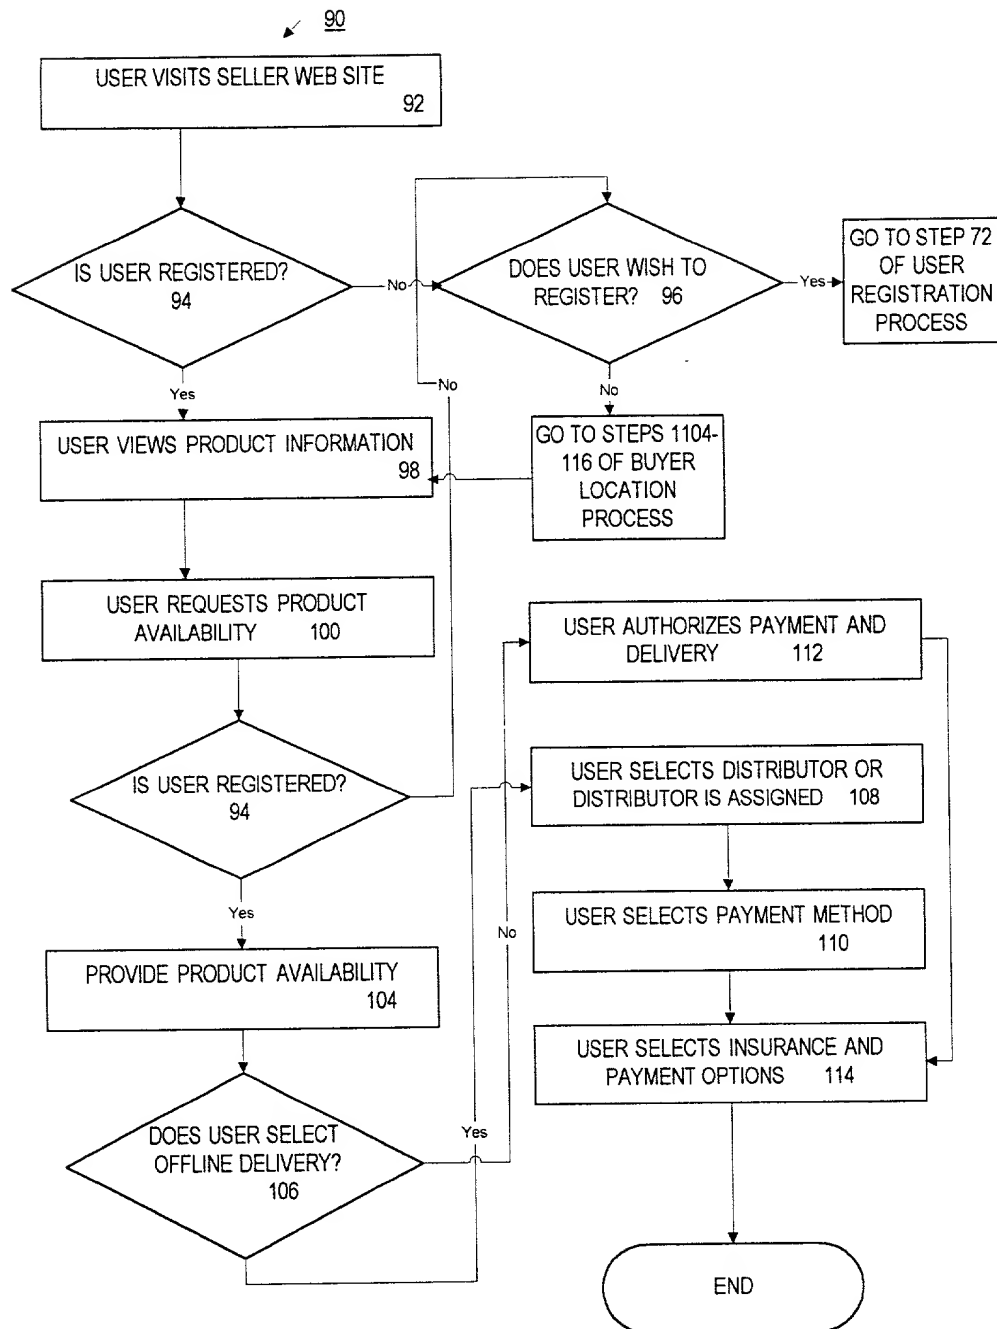 90
USER VISITS SELLER WEB SITE
92
IS USER REGISTERED?
94
No
DOES USER WISH TO
REGISTER? 96
Yes
GO TO STEP 72
OF USER
REGISTRATION
PROCESS
Yes
No
No
USER VIEWS PRODUCT INFORMATION
98
GO TO STEPS 1104-
116 OF BUYER
LOCATION
PROCESS
USER REQUESTS PRODUCT
AVAILABILITY 100
USER AUTHORIZES PAYMENT AND
DELIVERY 112
IS USER REGISTERED?
94
USER SELECTS DISTRIBUTOR OR
DISTRIBUTOR IS ASSIGNED 108
Yes
USER SELECTS PAYMENT METHOD
110
No
PROVIDE PRODUCT AVAILABILITY
104
USER SELECTS INSURANCE AND
PAYMENT OPTIONS 114
Yes
DOES USER SELECT
OFFLINE DELIVERY?
106
END